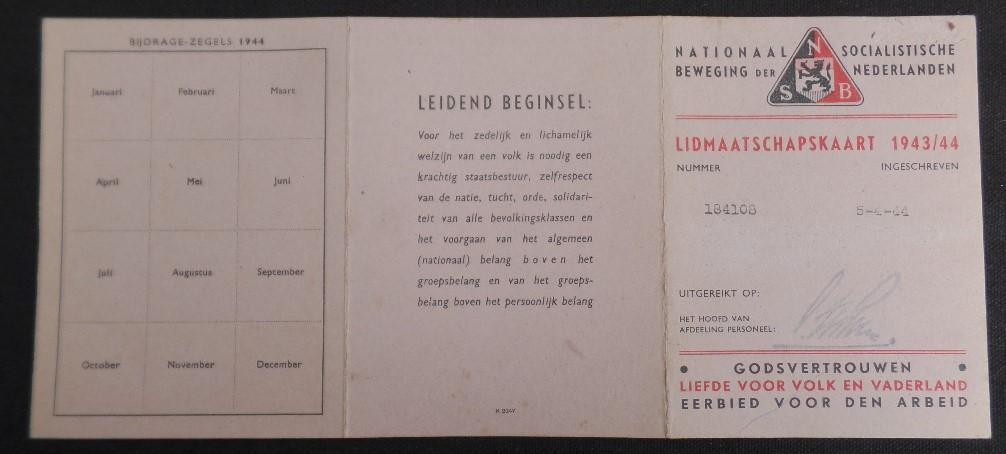 BIJDRAGE-ZEGELS 1944
Januari Februari Maart
April Mei Juni
Juli Augustus September
October November December
LEIDEND BEGINSEL:
Voor het zedelijk en lichamelijk
welzijn van een volk is noodig een
krachtig staatsbestuur, zelfrespect
van de natie, tucht, orde, solidari-
teit van alle bevolkingsklassen en
het voorgaan van het algemeen
(nationaal) belang boven het
groepsbelang en van het groeps-
belang boven het persoonlijk belang
NATIONAAL SOCIALISTISCHE
BEWEGING DER NEDERLANDEN
N
S B
LIDMAATSCHAPSKAART 1943/44
NUMMER INGESCHREVEN
184108 5-4-44
UITGEREIKT OP:
HET HOOFD VAN
AFDEELING PERSONEEL:
• GODSVERTROUWEN •
LIEFDE VOOR VOLK EN VADERLAND
EERBIED VOOR DEN ARBEID